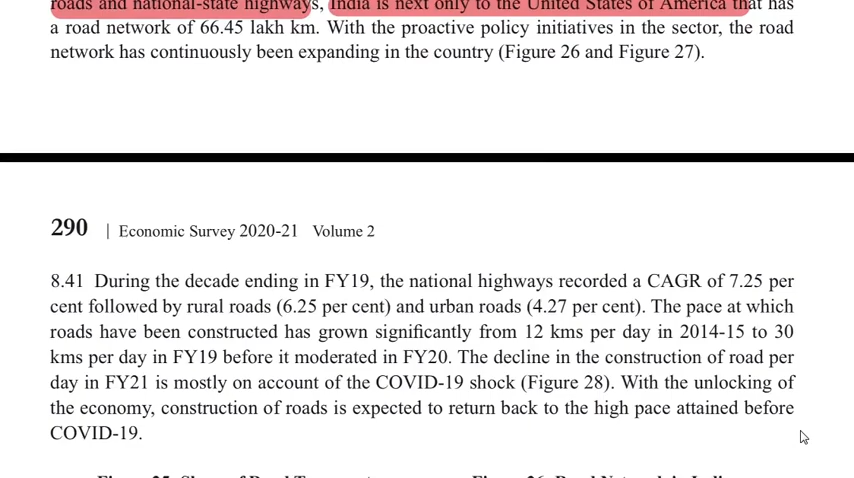 roads and national-state highways, India is next only to the United States of America that has
a road network of 66.45 lakh km. With the proactive policy initiatives in the sector, the road
network has continuously been expanding in the country (Figure 26 and Figure 27).
290 | Economic Survey 2020-21 Volume 2
8.41 During the decade ending in FY19, the national highways recorded a CAGR of 7.25 per
cent followed by rural roads (6.25 per cent) and urban roads (4.27 per cent). The pace at which
roads have been constructed has grown significantly from 12 kms per day in 2014-15 to 30
kms per day in FY19 before it moderated in FY20. The decline in the construction of road per
day in FY21 is mostly on account of the COVID-19 shock (Figure 28). With the unlocking of
the economy, construction of roads is expected to return back to the high pace attained before
COVID-19.